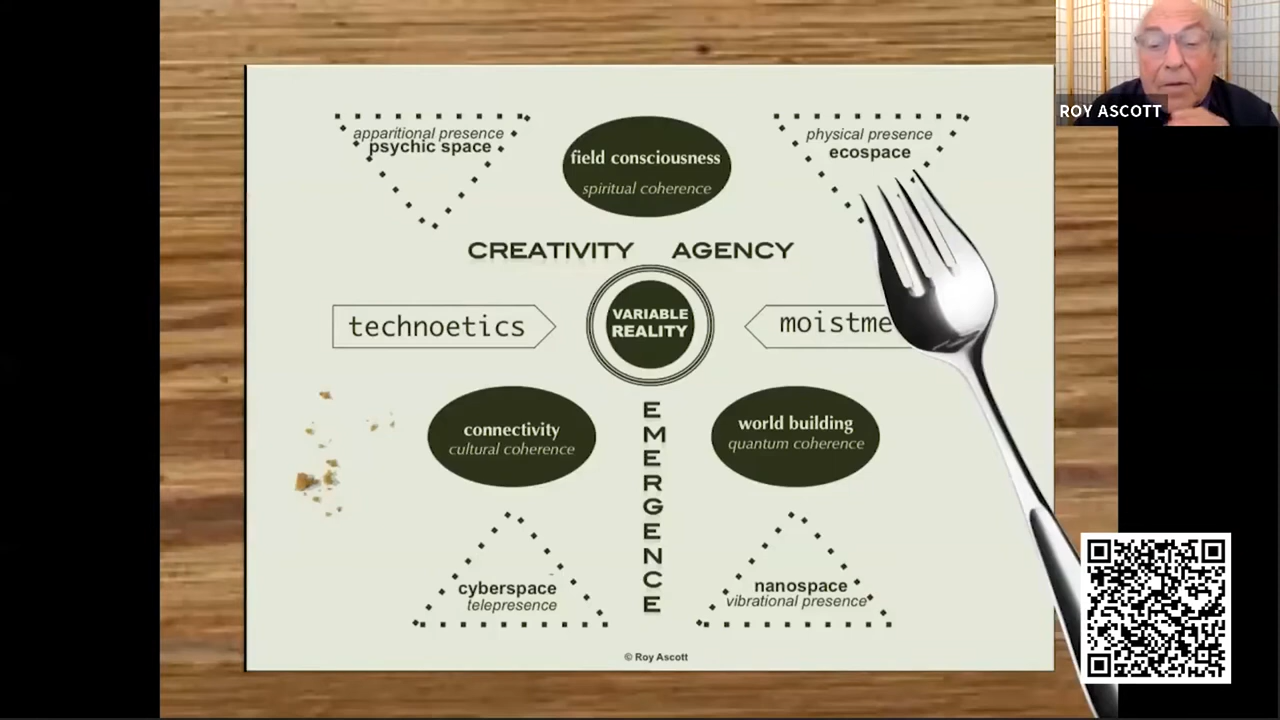 ROY ASCOTT
apparitional presence
psychic space
field consciousness
spiritual coherence
physical presence
ecospace
CREATIVITY AGENCY
technoetics
VARIABLE
REALITY
moistme
connectivity
cultural coherence
world building
quantum coherence
EMERGENCE
cyberspace
telepresence
nanospace
vibrational presence
© Roy Ascott